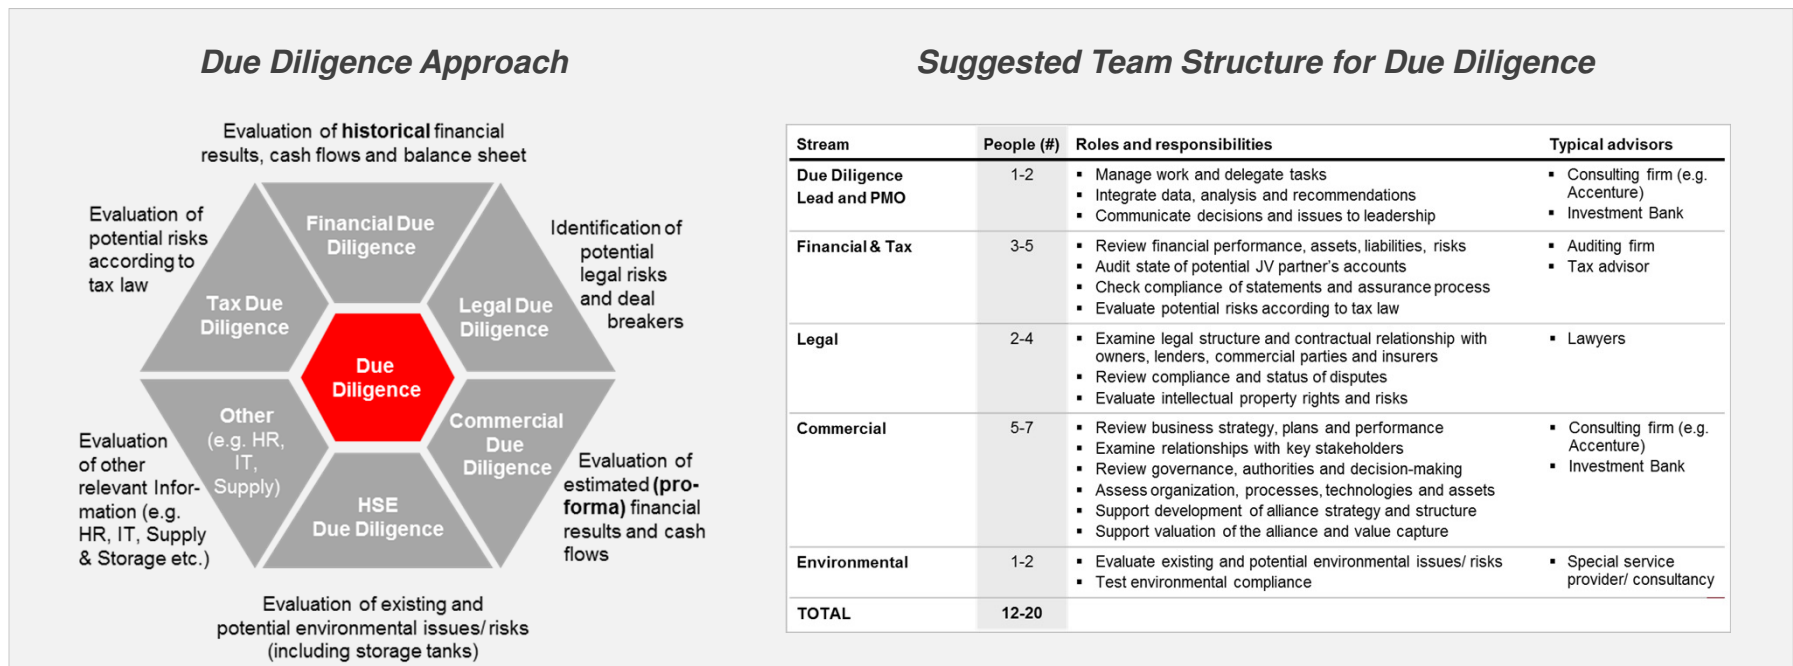 Due Diligence Approach
Evaluation of historical financial
results, cash flows and balance sheet
Financial Due
Diligence
Evaluation of
potential risks
according to
tax law
Tax Due
Diligence
Identification of
potential
legal risks
and deal
breakers
Legal Due
Diligence
Due
Diligence
Other
(e.g. HR,
IT,
Supply)
Evaluation
of other
relevant Infor-
mation (e.g.
HR, IT, Supply
& Storage etc.)
Commercial
Due
Diligence
Evaluation of
estimated (pro-
forma) financial
results and cash
flows
HSE
Due Diligence
Evaluation of existing and
potential environmental issues/ risks
(including storage tanks)
Suggested Team Structure for Due Diligence
Stream People (#) Roles and responsibilities Typical advisors
Due Diligence
Lead and PMO
1-2
▪ Manage work and delegate tasks
▪ Integrate data, analysis and recommendations
▪ Communicate decisions and issues to leadership
▪ Consulting firm (e.g.
Accenture)
▪ Investment Bank
Financial & Tax
3-5
▪ Review financial performance, assets, liabilities, risks
▪ Audit state of potential JV partner's accounts
▪ Check compliance of statements and assurance process
▪ Evaluate potential risks according to tax law
▪ Auditing firm
▪ Tax advisor
Legal
2-4
▪ Examine legal structure and contractual relationship with
owners, lenders, commercial parties and insurers
▪ Review compliance and status of disputes
▪ Evaluate intellectual property rights and risks
▪ Lawyers
Commercial
5-7
▪ Review business strategy, plans and performance
▪ Examine relationships with key stakeholders
▪ Review governance, authorities and decision-making
▪ Assess organization, processes, technologies and assets
▪ Support development of alliance strategy and structure
▪ Support valuation of the alliance and value capture
▪ Consulting firm (e.g.
Accenture)
▪ Investment Bank
Environmental
1-2
▪ Evaluate existing and potential environmental issues/ risks
▪ Test environmental compliance
▪ Special service
provider/ consultancy
TOTAL 12-20